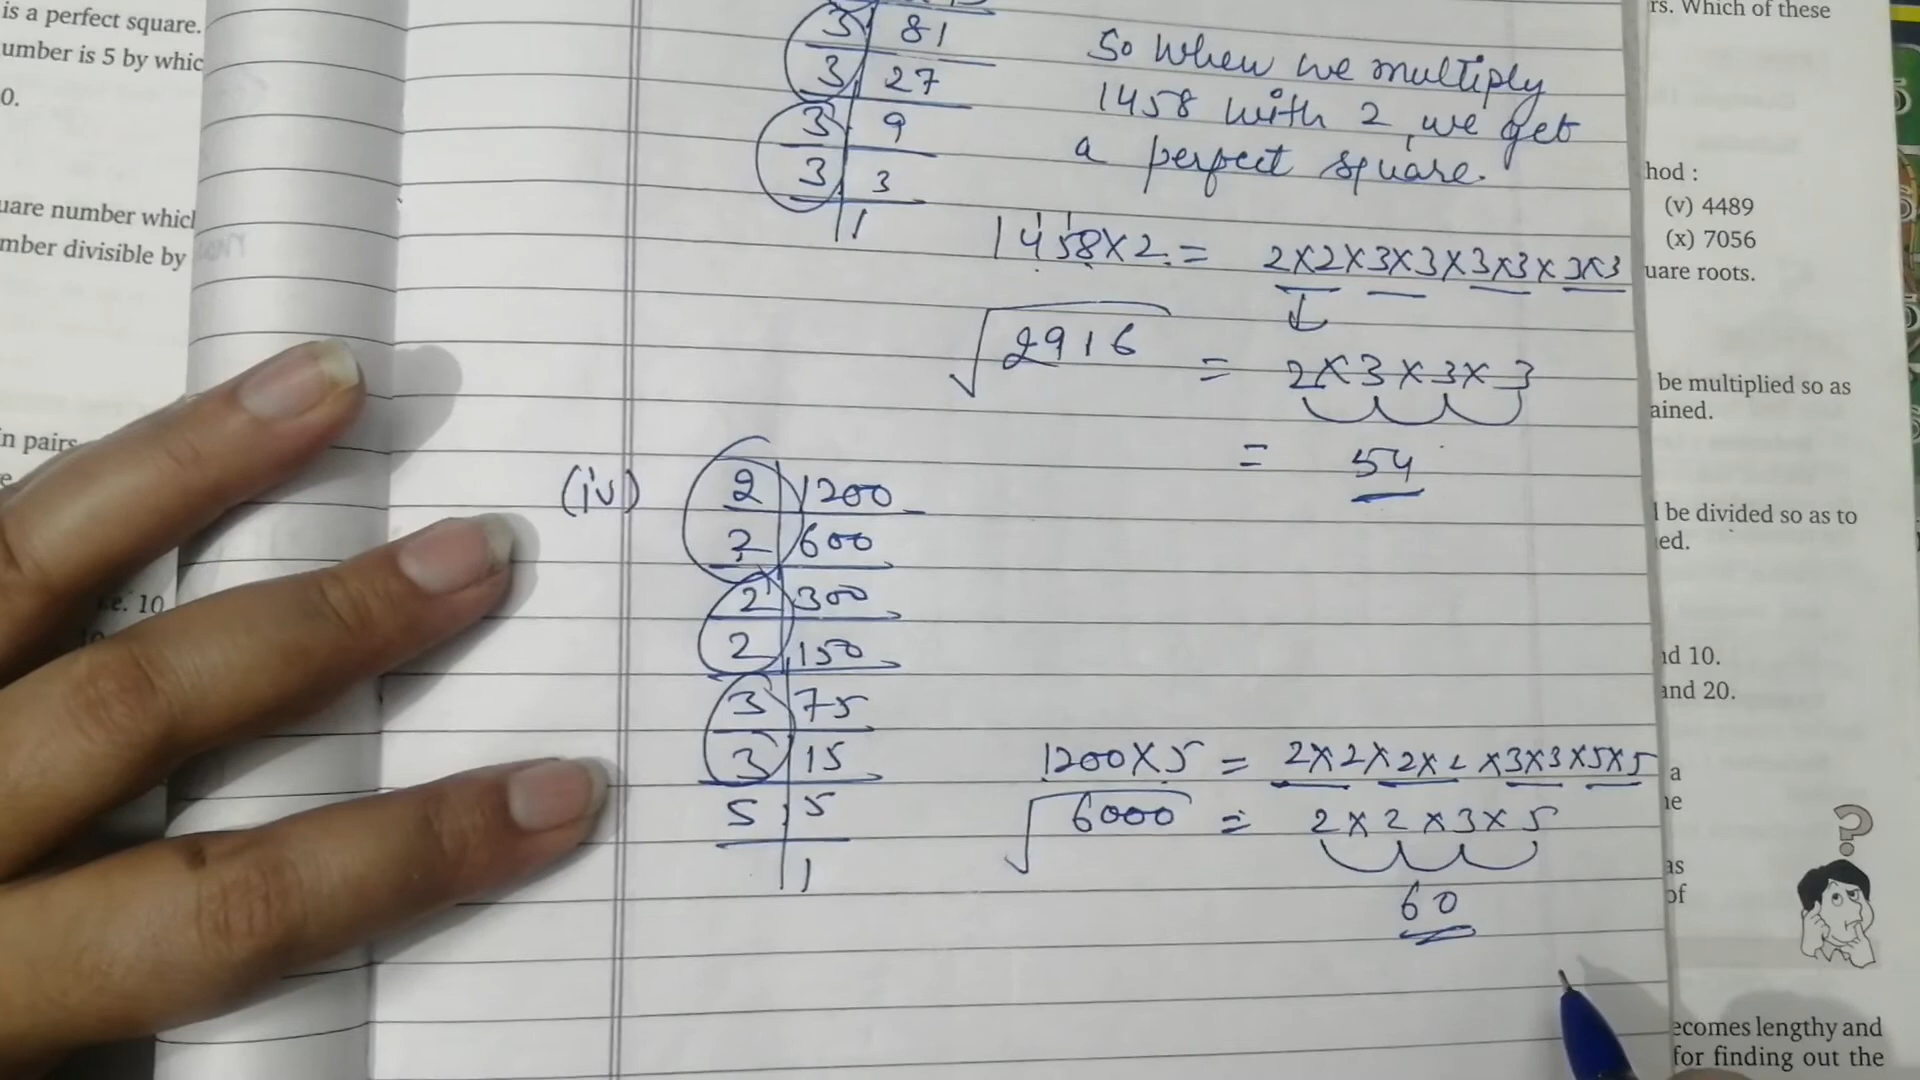 is a perfect square.
umber is 5 by whic
0.
uare number whicl
mber divisible by
in pairs
10
3 81
3 27
3 9
3 3
1
So when we multiply
1458 with 2, we get
a perfect square.
1458×2 = 2×2×3×3×3×3×3×3
√2916 = 2×3×3×3
= 54
(iv) 2 1200
2 600
2 300
2 150
3 75
3 15
5 5
1
1200×5 = 2×2×2×2×3×3×5×5
√6000 = 2×2×3×5
60
rs. Which of these
hod :
(v) 4489
(x) 7056
uare roots.
be multiplied so as
ained.
l be divided so as to
ed.
nd 10.
and 20.
a
ne
as
of
ecomes lengthy and
for finding out the